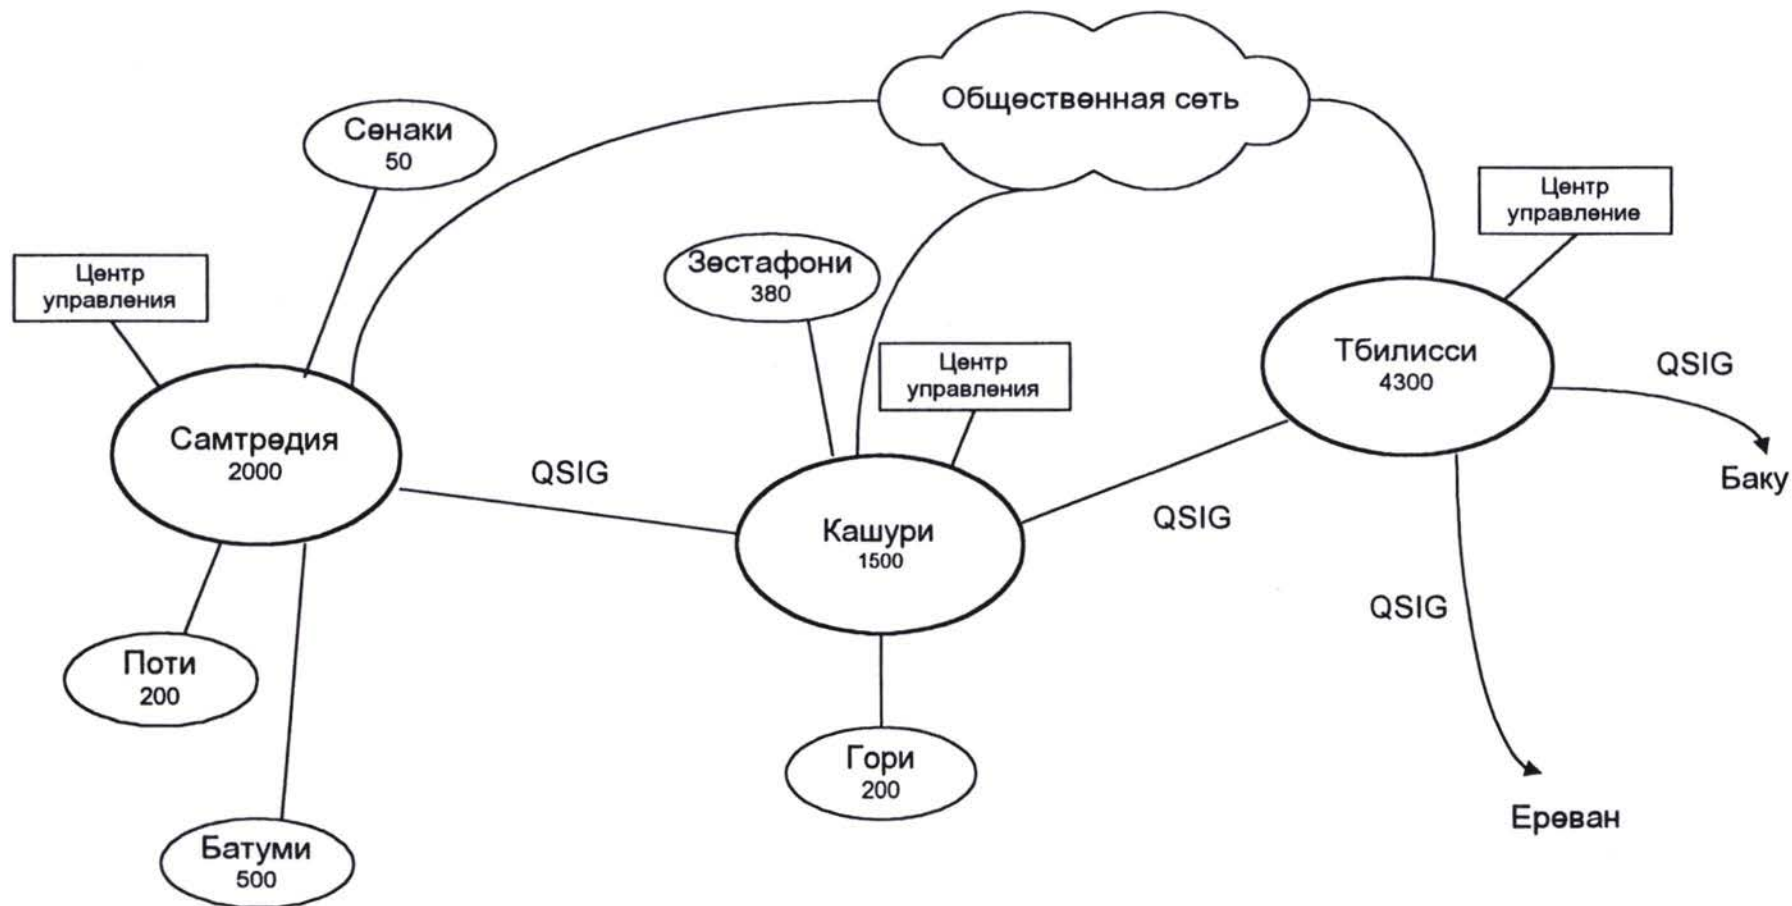 Общественная сеть
Сенаки
50
Центр
управление
Центр
управления
Зестафони
380
Тбилисси
4300
QSIG
Центр
управления
Самтредия
2000
QSIG
Баку
Кашури
1500
QSIG
QSIG
Поти
200
Гори
200
Ереван
Батуми
500